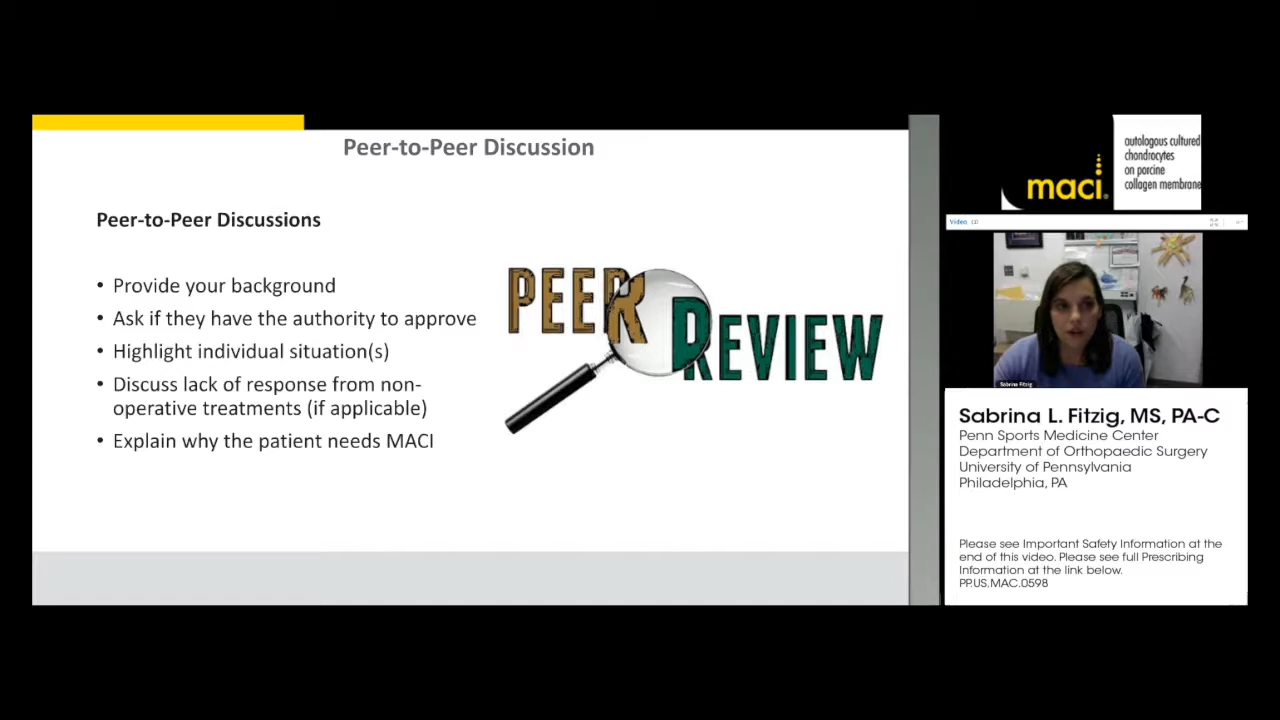 Peer-to-Peer Discussion
Peer-to-Peer Discussions
• Provide your background
• Ask if they have the authority to approve
• Highlight individual situation(s)
• Discuss lack of response from non-
operative treatments (if applicable)
• Explain why the patient needs MACI
PEER REVIEW
maci®
autologous cultured
chondrocytes
on porcine
collagen membrane
Video
Sabrina Fitzig
Sabrina L. Fitzig, MS, PA-C
Penn Sports Medicine Center
Department of Orthopaedic Surgery
University of Pennsylvania
Philadelphia, PA
Please see Important Safety Information at the
end of this video. Please see full Prescribing
Information at the link below.
PP.US.MAC.0598